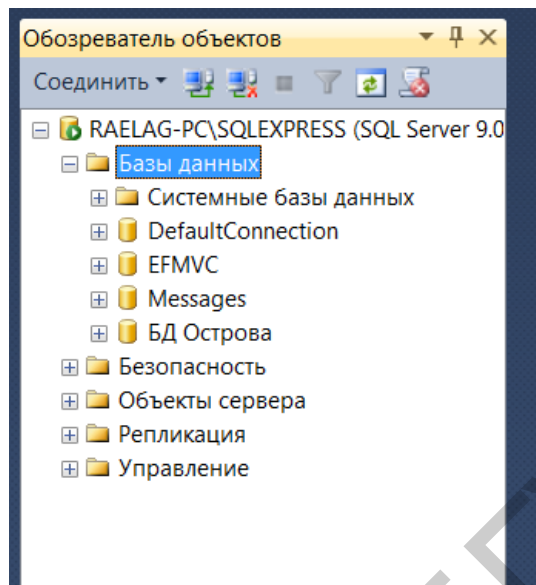 Обозреватель объектов
Соединить
RAELAG-PC\SQLEXPRESS (SQL Server 9.0
Базы данных
Системные базы данных
DefaultConnection
EFMVC
Messages
БД Острова
Безопасность
Объекты сервера
Репликация
Управление